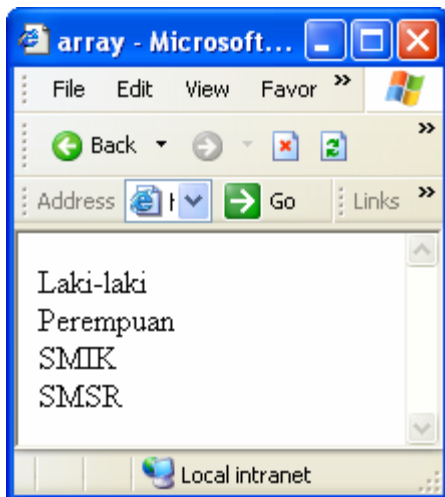 array - Microsoft...
File Edit View Favor »
Back »
Address Go Links »
Laki-laki
Perempuan
SMIK
SMSR
Local intranet